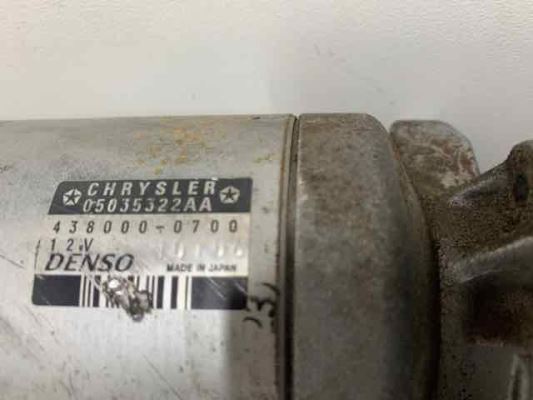 CHRYSLER
05035322AA
438000-0700
12V
DENSO MADE IN JAPAN